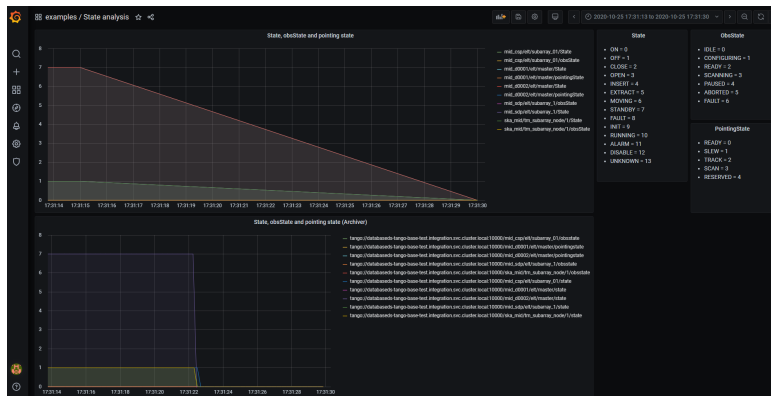 examples / State analysis
2020-10-25 17:31:13 to 2020-10-25 17:31:30
State, obsState and pointing state
8
7
6
5
4
3
2
1
0
17:31:14 17:31:15 17:31:16 17:31:17 17:31:18 17:31:19 17:31:20 17:31:21 17:31:22 17:31:23 17:31:24 17:31:25 17:31:26 17:31:27 17:31:28 17:31:29 17:31:30
mid_csp/elt/subarray_01/State
mid_csp/elt/subarray_01/obsState
mid_d0001/elt/master/State
mid_d0001/elt/master/pointingState
mid_d0002/elt/master/State
mid_d0002/elt/master/pointingState
mid_sdp/elt/subarray_1/obsState
mid_sdp/elt/subarray_1/State
ska_mid/tm_subarray_node/1/State
ska_mid/tm_subarray_node/1/obsState
State
ON = 0
OFF = 1
CLOSE = 2
OPEN = 3
INSERT = 4
EXTRACT = 5
MOVING = 6
STANDBY = 7
FAULT = 8
INIT = 9
RUNNING = 10
ALARM = 11
DISABLE = 12
UNKNOWN = 13
ObsState
IDLE = 0
CONFIGURING = 1
READY = 2
SCANNING = 3
PAUSED = 4
ABORTED = 5
FAULT = 6
PointingState
READY = 0
SLEW = 1
TRACK = 2
SCAN = 3
RESERVED = 4
State, obsState and pointing state (Archiver)
8
7
6
5
4
3
2
1
0
17:31:14 17:31:16 17:31:18 17:31:20 17:31:22 17:31:24 17:31:26 17:31:28 17:31:30
tango://databaseds-tango-base-test.integration.svc.cluster.local:10000/mid_csp/elt/subarray_01/obsstate
tango://databaseds-tango-base-test.integration.svc.cluster.local:10000/mid_d0001/elt/master/pointingstate
tango://databaseds-tango-base-test.integration.svc.cluster.local:10000/mid_d0002/elt/master/pointingstate
tango://databaseds-tango-base-test.integration.svc.cluster.local:10000/mid_sdp/elt/subarray_1/obsstate
tango://databaseds-tango-base-test.integration.svc.cluster.local:10000/ska_mid/tm_subarray_node/1/obsstate
tango://databaseds-tango-base-test.integration.svc.cluster.local:10000/mid_csp/elt/subarray_01/state
tango://databaseds-tango-base-test.integration.svc.cluster.local:10000/mid_d0001/elt/master/state
tango://databaseds-tango-base-test.integration.svc.cluster.local:10000/mid_d0002/elt/master/state
tango://databaseds-tango-base-test.integration.svc.cluster.local:10000/mid_sdp/elt/subarray_1/state
tango://databaseds-tango-base-test.integration.svc.cluster.local:10000/ska_mid/tm_subarray_node/1/state